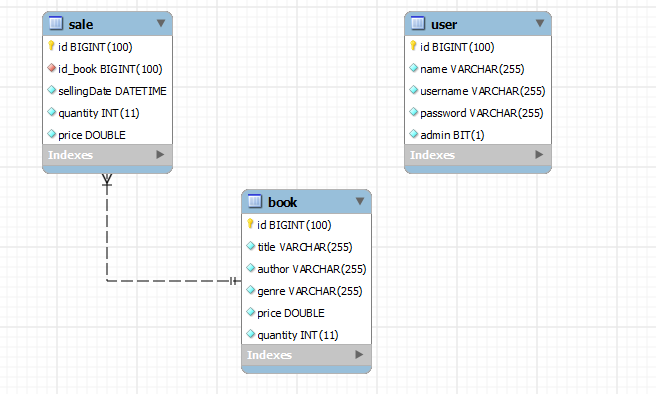 sale
id BIGINT(100)
id_book BIGINT(100)
sellingDate DATETIME
quantity INT(11)
price DOUBLE
Indexes
user
id BIGINT(100)
name VARCHAR(255)
username VARCHAR(255)
password VARCHAR(255)
admin BIT(1)
Indexes
book
id BIGINT(100)
title VARCHAR(255)
author VARCHAR(255)
genre VARCHAR(255)
price DOUBLE
quantity INT(11)
Indexes